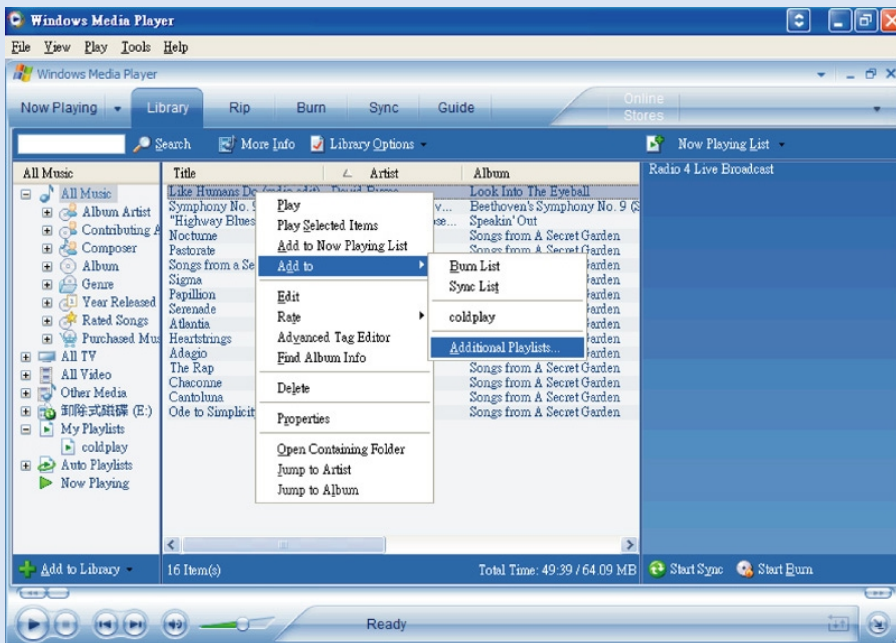 Windows Media Player
File View Play Tools Help
Windows Media Player
Now Playing Library Rip Burn Sync Guide Online Stores
Search More Info Library Options Now Playing List
All Music
All Music
Album Artist
Contributing A
Composer
Album
Genre
Year Released
Rated Songs
Purchased Mus
All TV
All Video
Other Media
卸除式磁碟 (E:)
My Playlists
coldplay
Auto Playlists
Now Playing
Title Artist Album
Like Humans Do (radio edit) David Byrne Look Into The Eyeball
Symphony No. 9 v... Beethoven's Symphony No. 9 (S
"Highway Blues Speakin' Out
Nocturne Songs from A Secret Garden
Pastorate Songs from A Secret Garden
Songs from a Se arden
Sigma arden
Papillion arden
Serenade arden
Atlantia arden
Heartstrings arden
Adagio arden
The Rap Songs from A Secret Garden
Chaconne Songs from A Secret Garden
Cantoluna Songs from A Secret Garden
Ode to Simplicit Songs from A Secret Garden
Play
Play Selected Items
Add to Now Playing List
Add to
Edit
Rate
Advanced Tag Editor
Find Album Info
Delete
Properties
Open Containing Folder
Jump to Artist
Jump to Album
Burn List
Sync List
coldplay
Additional Playlists...
Radio 4 Live Broadcast
Add to Library 16 Item(s) Total Time: 49:39 / 64.09 MB Start Sync Start Burn
Ready